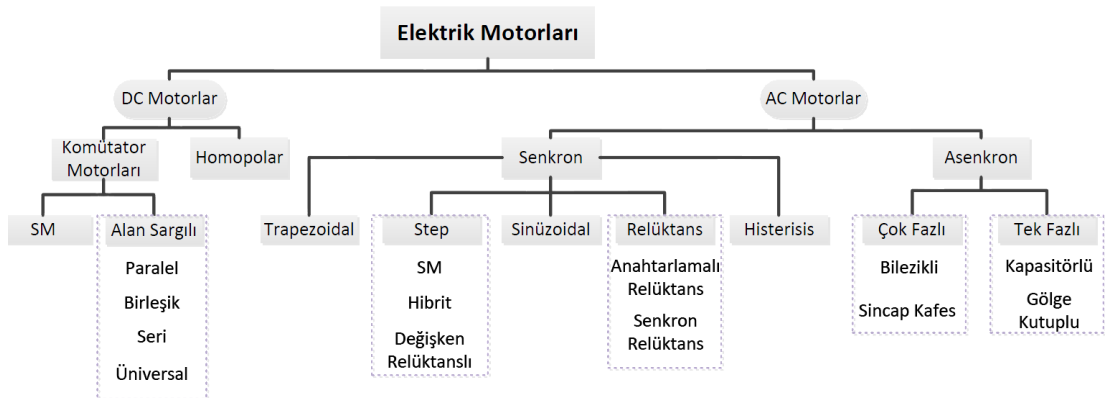 Elektrik Motorları
DC Motorlar
AC Motorlar
Komütator
Motorları
Homopolar
Senkron
Asenkron
SM
Alan Sargılı
Trapezoidal
Step
Sinüzoidal
Relüktans
Histerisis
Çok Fazlı
Tek Fazlı
Paralel
Birleşik
Seri
Üniversal
SM
Hibrit
Değişken
Relüktanslı
Anahtarlamalı
Relüktans
Senkron
Relüktans
Bilezikli
Sincap Kafes
Kapasitörlü
Gölge
Kutuplu